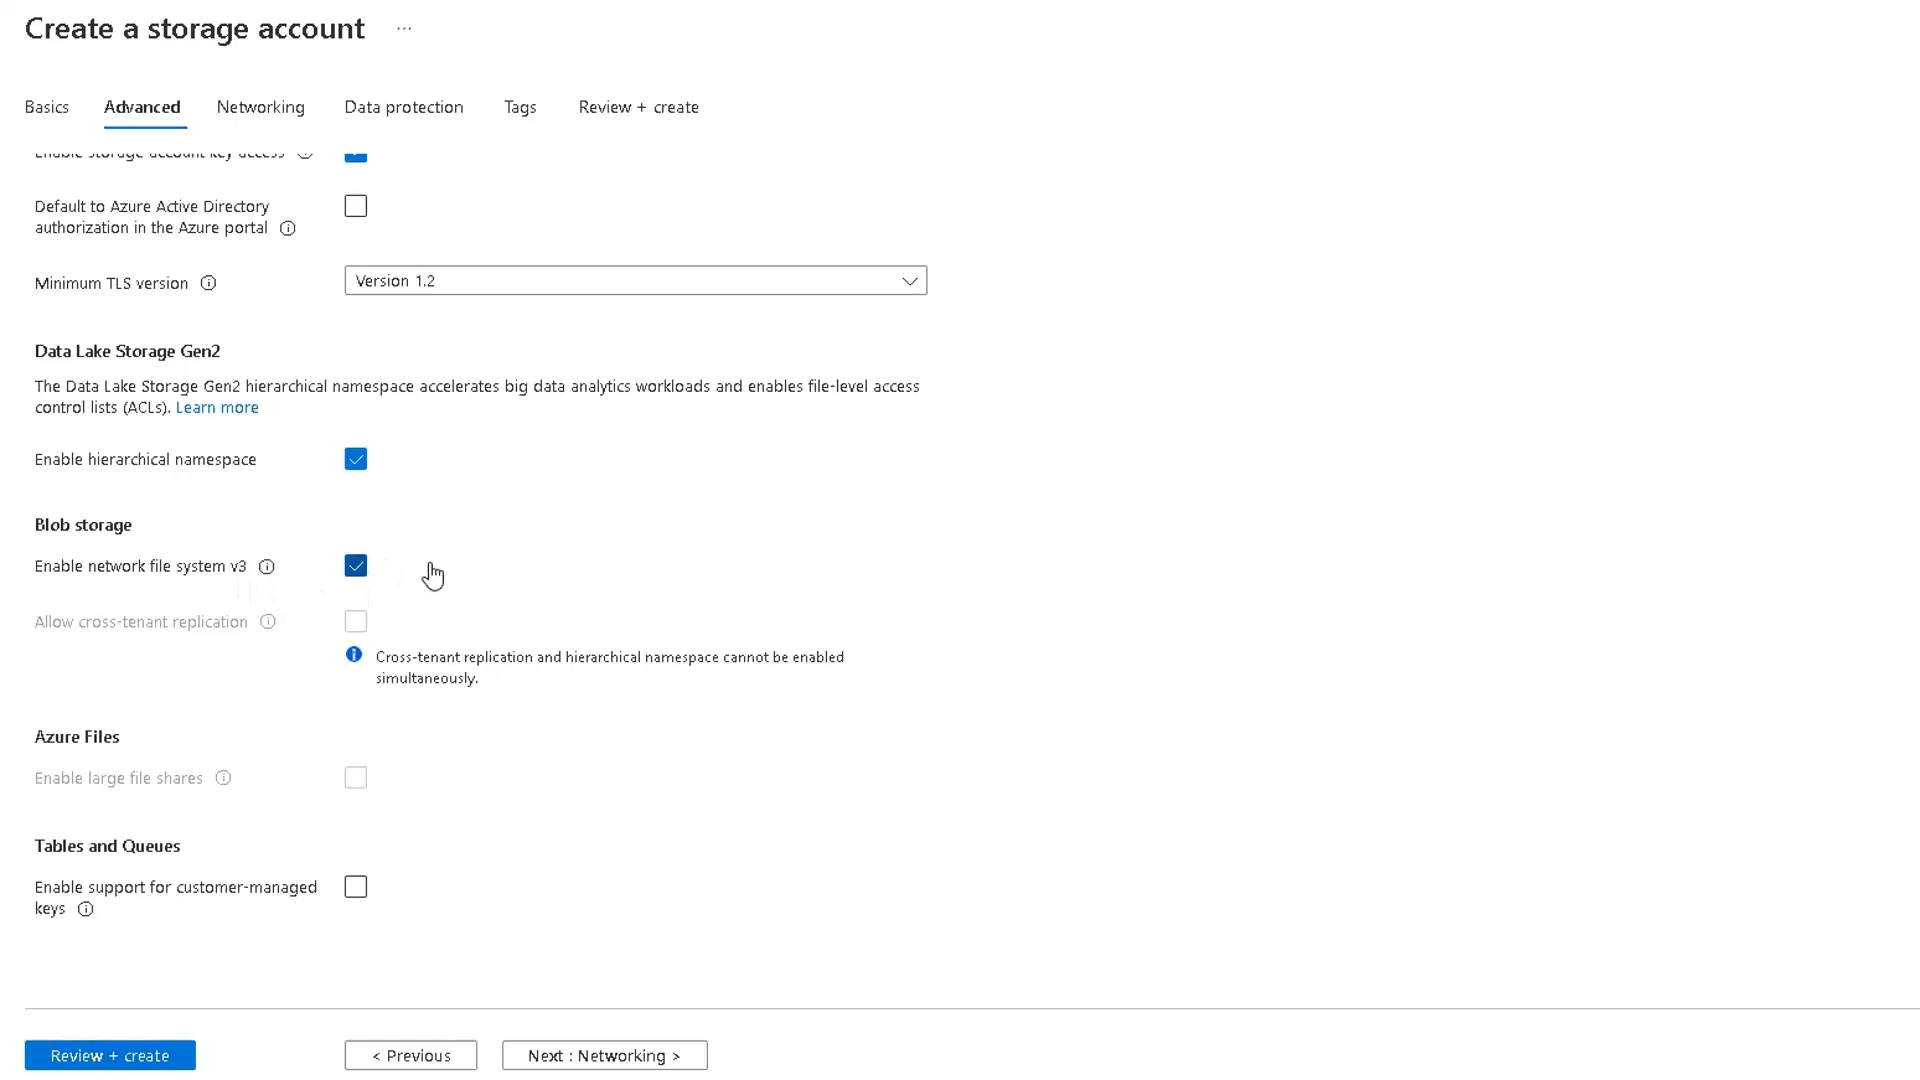 Create a storage account ...
Basics Advanced Networking Data protection Tags Review + create
Enable storage account key access
Default to Azure Active Directory
authorization in the Azure portal
Minimum TLS version Version 1.2
Data Lake Storage Gen2
The Data Lake Storage Gen2 hierarchical namespace accelerates big data analytics workloads and enables file-level access
control lists (ACLs). Learn more
Enable hierarchical namespace
Blob storage
Enable network file system v3
Allow cross-tenant replication
Cross-tenant replication and hierarchical namespace cannot be enabled
simultaneously.
Azure Files
Enable large file shares
Tables and Queues
Enable support for customer-managed
keys
Review + create < Previous Next : Networking >